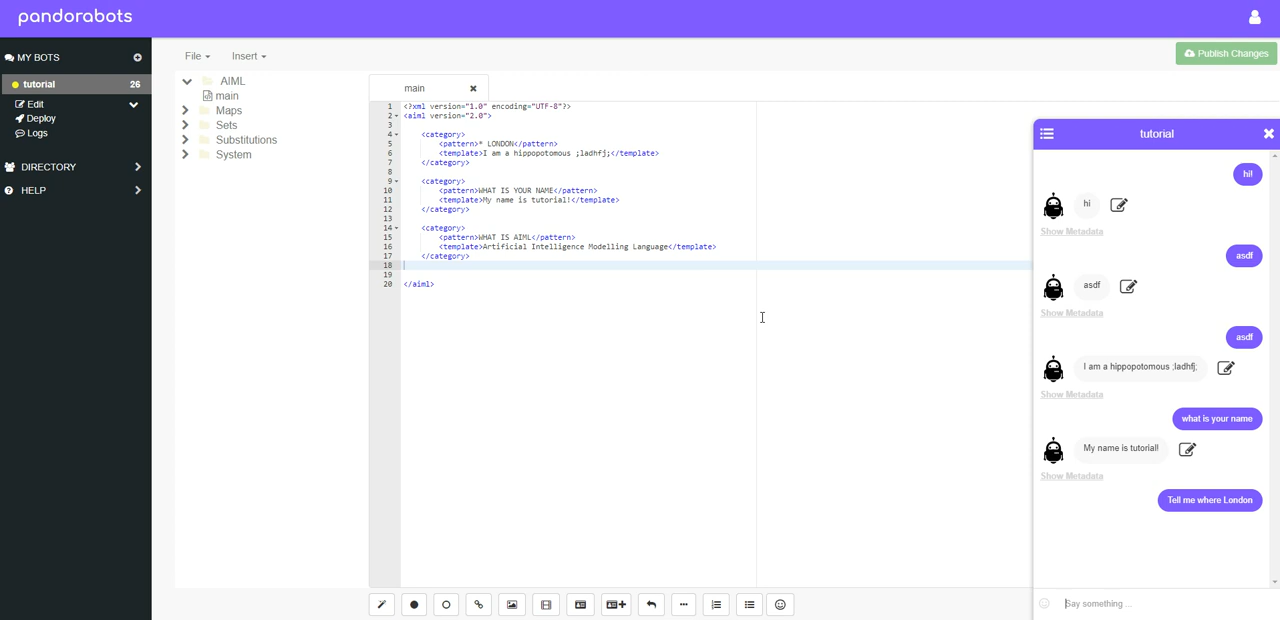 pandorabots
MY BOTS
tutorial 26
Edit
Deploy
Logs
DIRECTORY
HELP
File Insert
Publish Changes
AIML
main
Maps
Sets
Substitutions
System
main
1 <?xml version="1.0" encoding="UTF-8"?>
2 <aiml version="2.0">
3
4 <category>
5 <pattern>* LONDON</pattern>
6 <template>I am a hippopotomous ;ladhfj;</template>
7 </category>
8
9 <category>
10 <pattern>WHAT IS YOUR NAME</pattern>
11 <template>My name is tutorial!</template>
12 </category>
13
14 <category>
15 <pattern>WHAT IS AIML</pattern>
16 <template>Artificial Intelligence Modelling Language</template>
17 </category>
18
19
20 </aiml>
tutorial
hi!
hi
Show Metadata
asdf
asdf
Show Metadata
asdf
I am a hippopotomous ;ladhfj;
Show Metadata
what is your name
My name is tutorial!
Show Metadata
Tell me where London
Say something ...